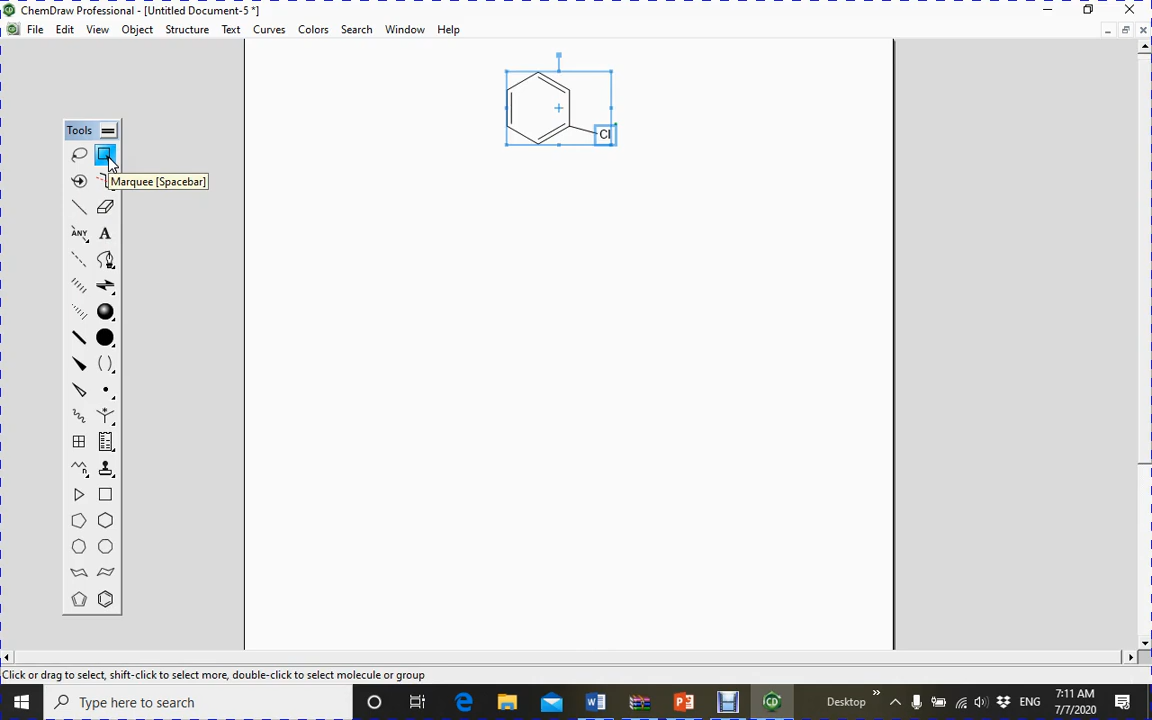 ChemDraw Professional - [Untitled Document-5 *]
File Edit View Object Structure Text Curves Colors Search Window Help
Cl
Tools
Marquee [Spacebar]
ANY
A
n
Click or drag to select, shift-click to select more, double-click to select molecule or group
Type here to search
Desktop
ENG
7:11 AM
7/7/2020